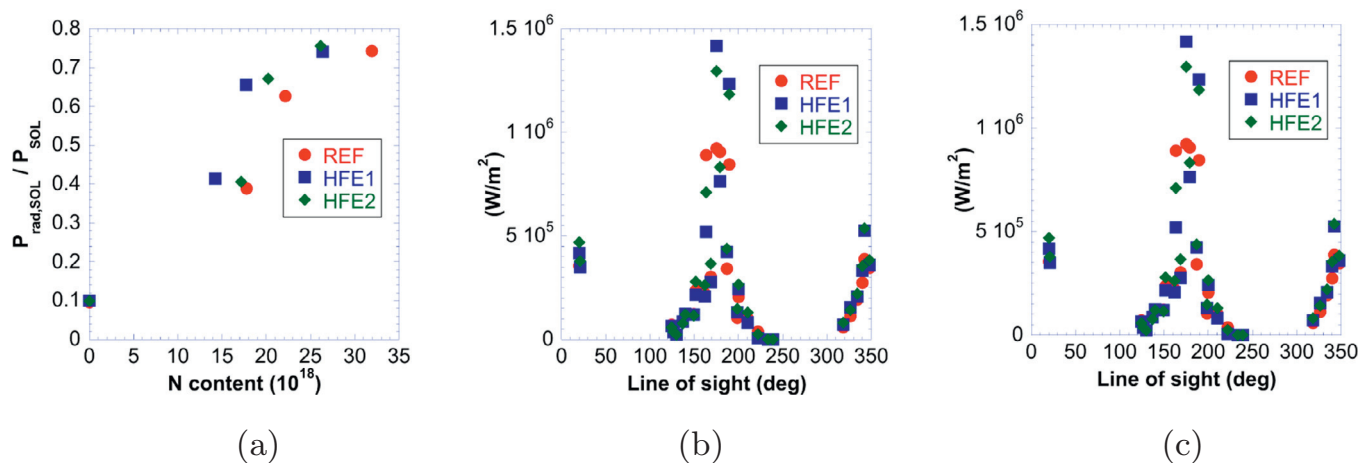 P_rad,SOL / P_SOL
0.8
0.7
0.6
0.5
0.4
0.3
0.2
0.1
0
0 5 10 15 20 25 30 35
N content (10^18)
REF
HFE1
HFE2
(a)
(W/m^2)
1.5 10^6
1 10^6
5 10^5
0
0 50 100 150 200 250 300 350
Line of sight (deg)
REF
HFE1
HFE2
(b)
(W/m^2)
1.5 10^6
1 10^6
5 10^5
0
0 50 100 150 200 250 300 350
Line of sight (deg)
REF
HFE1
HFE2
(c)